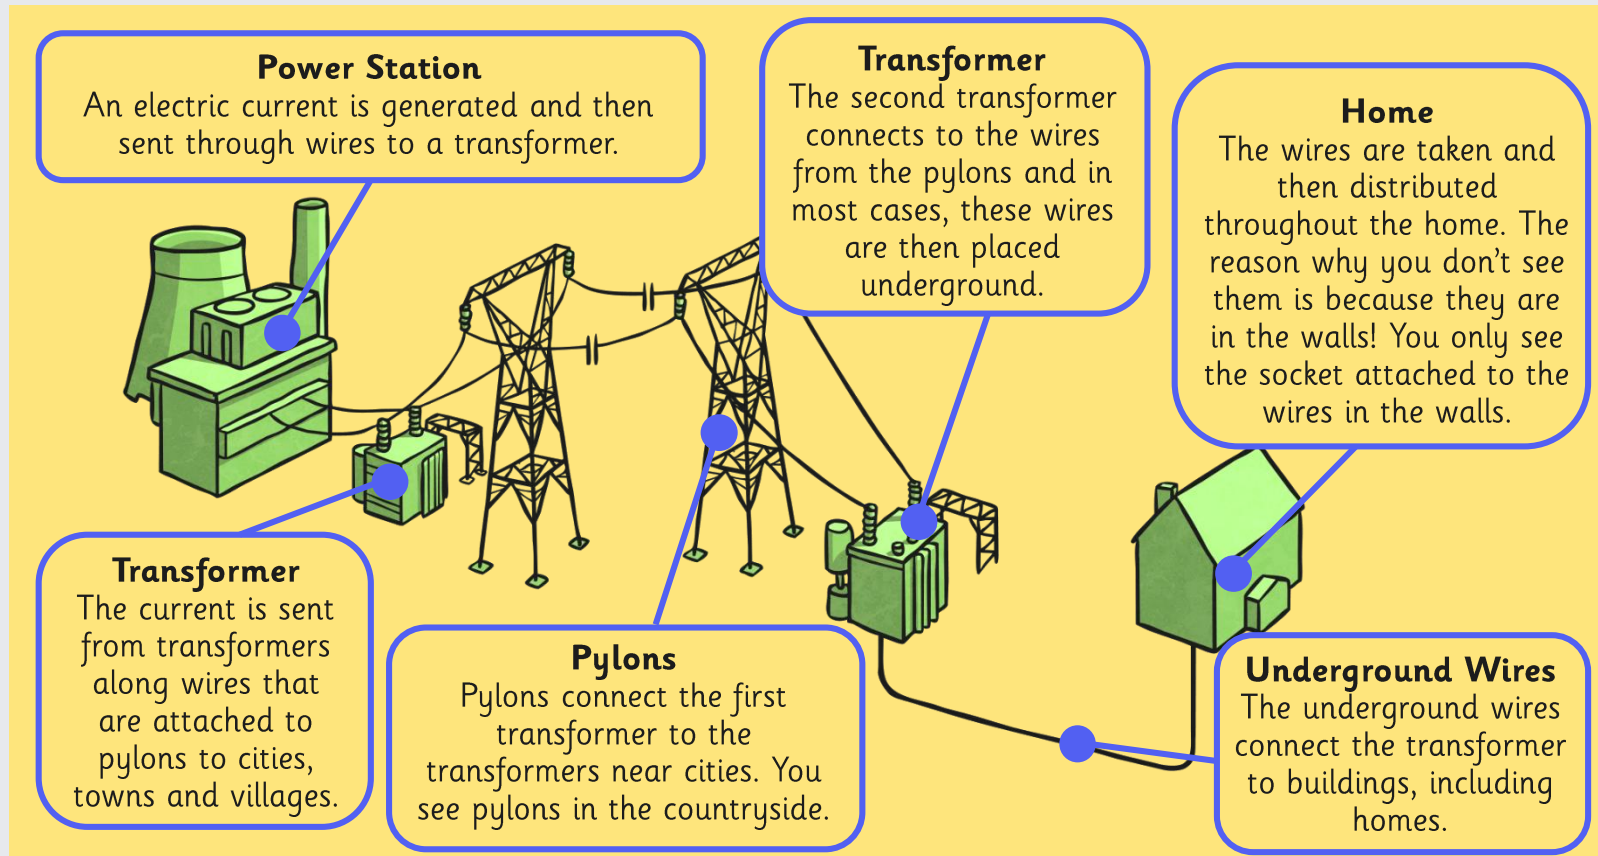 Power Station
An electric current is generated and then
sent through wires to a transformer.
Transformer
The second transformer
connects to the wires
from the pylons and in
most cases, these wires
are then placed
underground.
Home
The wires are taken and
then distributed
throughout the home. The
reason why you don't see
them is because they are
in the walls! You only see
the socket attached to the
wires in the walls.
Transformer
The current is sent
from transformers
along wires that
are attached to
pylons to cities,
towns and villages.
Pylons
Pylons connect the first
transformer to the
transformers near cities. You
see pylons in the countryside.
Underground Wires
The underground wires
connect the transformer
to buildings, including
homes.